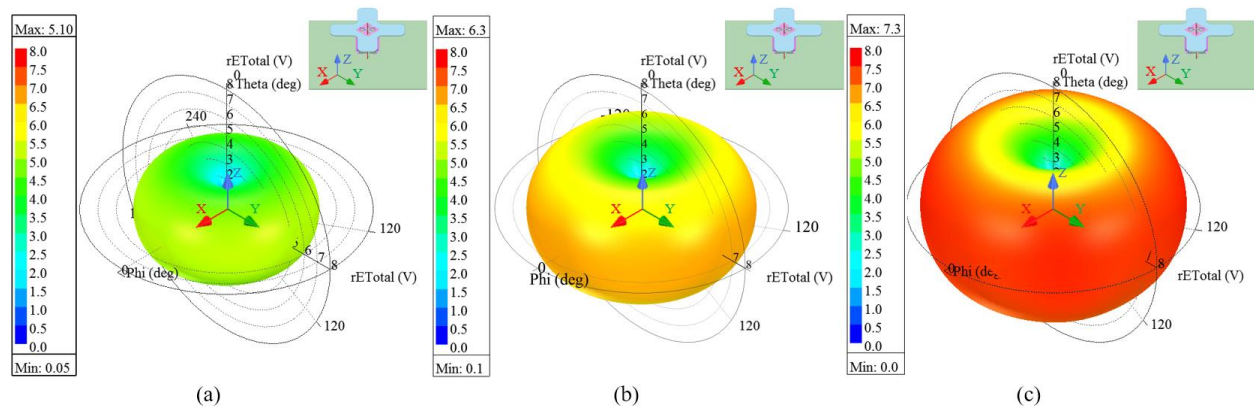 Max: 5.10
8.0
7.5
7.0
6.5
6.0
5.5
5.0
4.5
4.0
3.5
3.0
2.5
2.0
1.5
1.0
0.5
0.0
Min: 0.05
Z
X
Y
rETotal (V)
0
Theta (deg)
8
7
6
5
4
3
2
240
Z
X
Y
120
6
7
8
rETotal (V)
0
Phi (deg)
120
(a)
Max: 6.3
8.0
7.5
7.0
6.5
6.0
5.5
5.0
4.5
4.0
3.5
3.0
2.5
2.0
1.5
1.0
0.5
0.0
Min: 0.1
Z
X
Y
rETotal (V)
0
Theta (deg)
8
7
6
5
4
3
2
-120
Z
X
Y
120
7
8
rETotal (V)
0
Phi (deg)
120
(b)
Max: 7.3
8.0
7.5
7.0
6.5
6.0
5.5
5.0
4.5
4.0
3.5
3.0
2.5
2.0
1.5
1.0
0.5
0.0
Min: 0.0
Z
X
Y
rETotal (V)
0
Theta (deg)
8
7
6
5
4
3
2
Z
X
Y
120
8
rETotal (V)
0
Phi (deg)
120
(c)